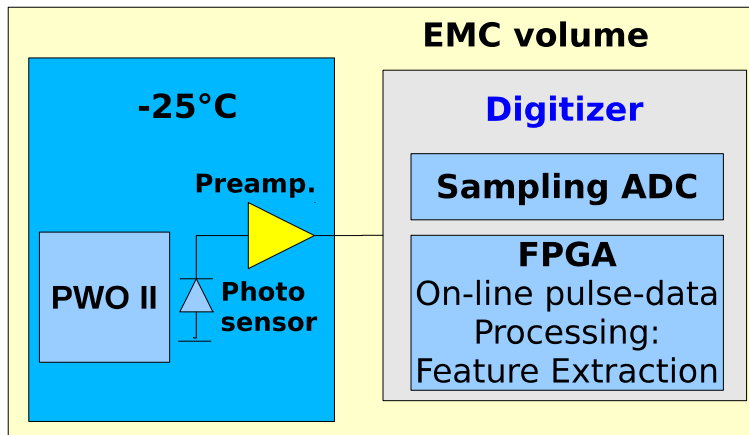 EMC volume
-25°C
Digitizer
Preamp.
Sampling ADC
PWO II
Photo
sensor
FPGA
On-line pulse-data
Processing:
Feature Extraction